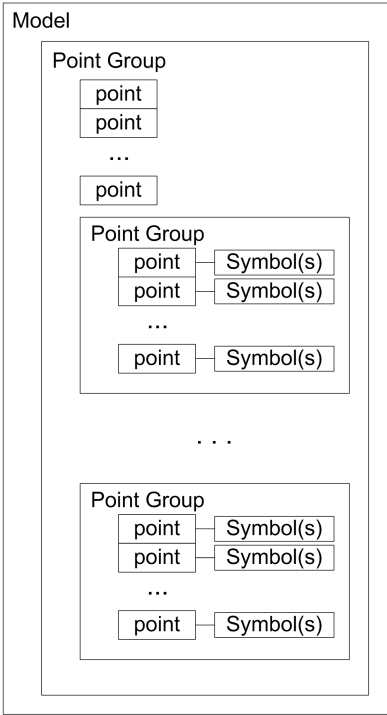 Model
Point Group
point
point
...
point
Point Group
point Symbol(s)
point Symbol(s)
...
point Symbol(s)
. . .
Point Group
point Symbol(s)
point Symbol(s)
...
point Symbol(s)